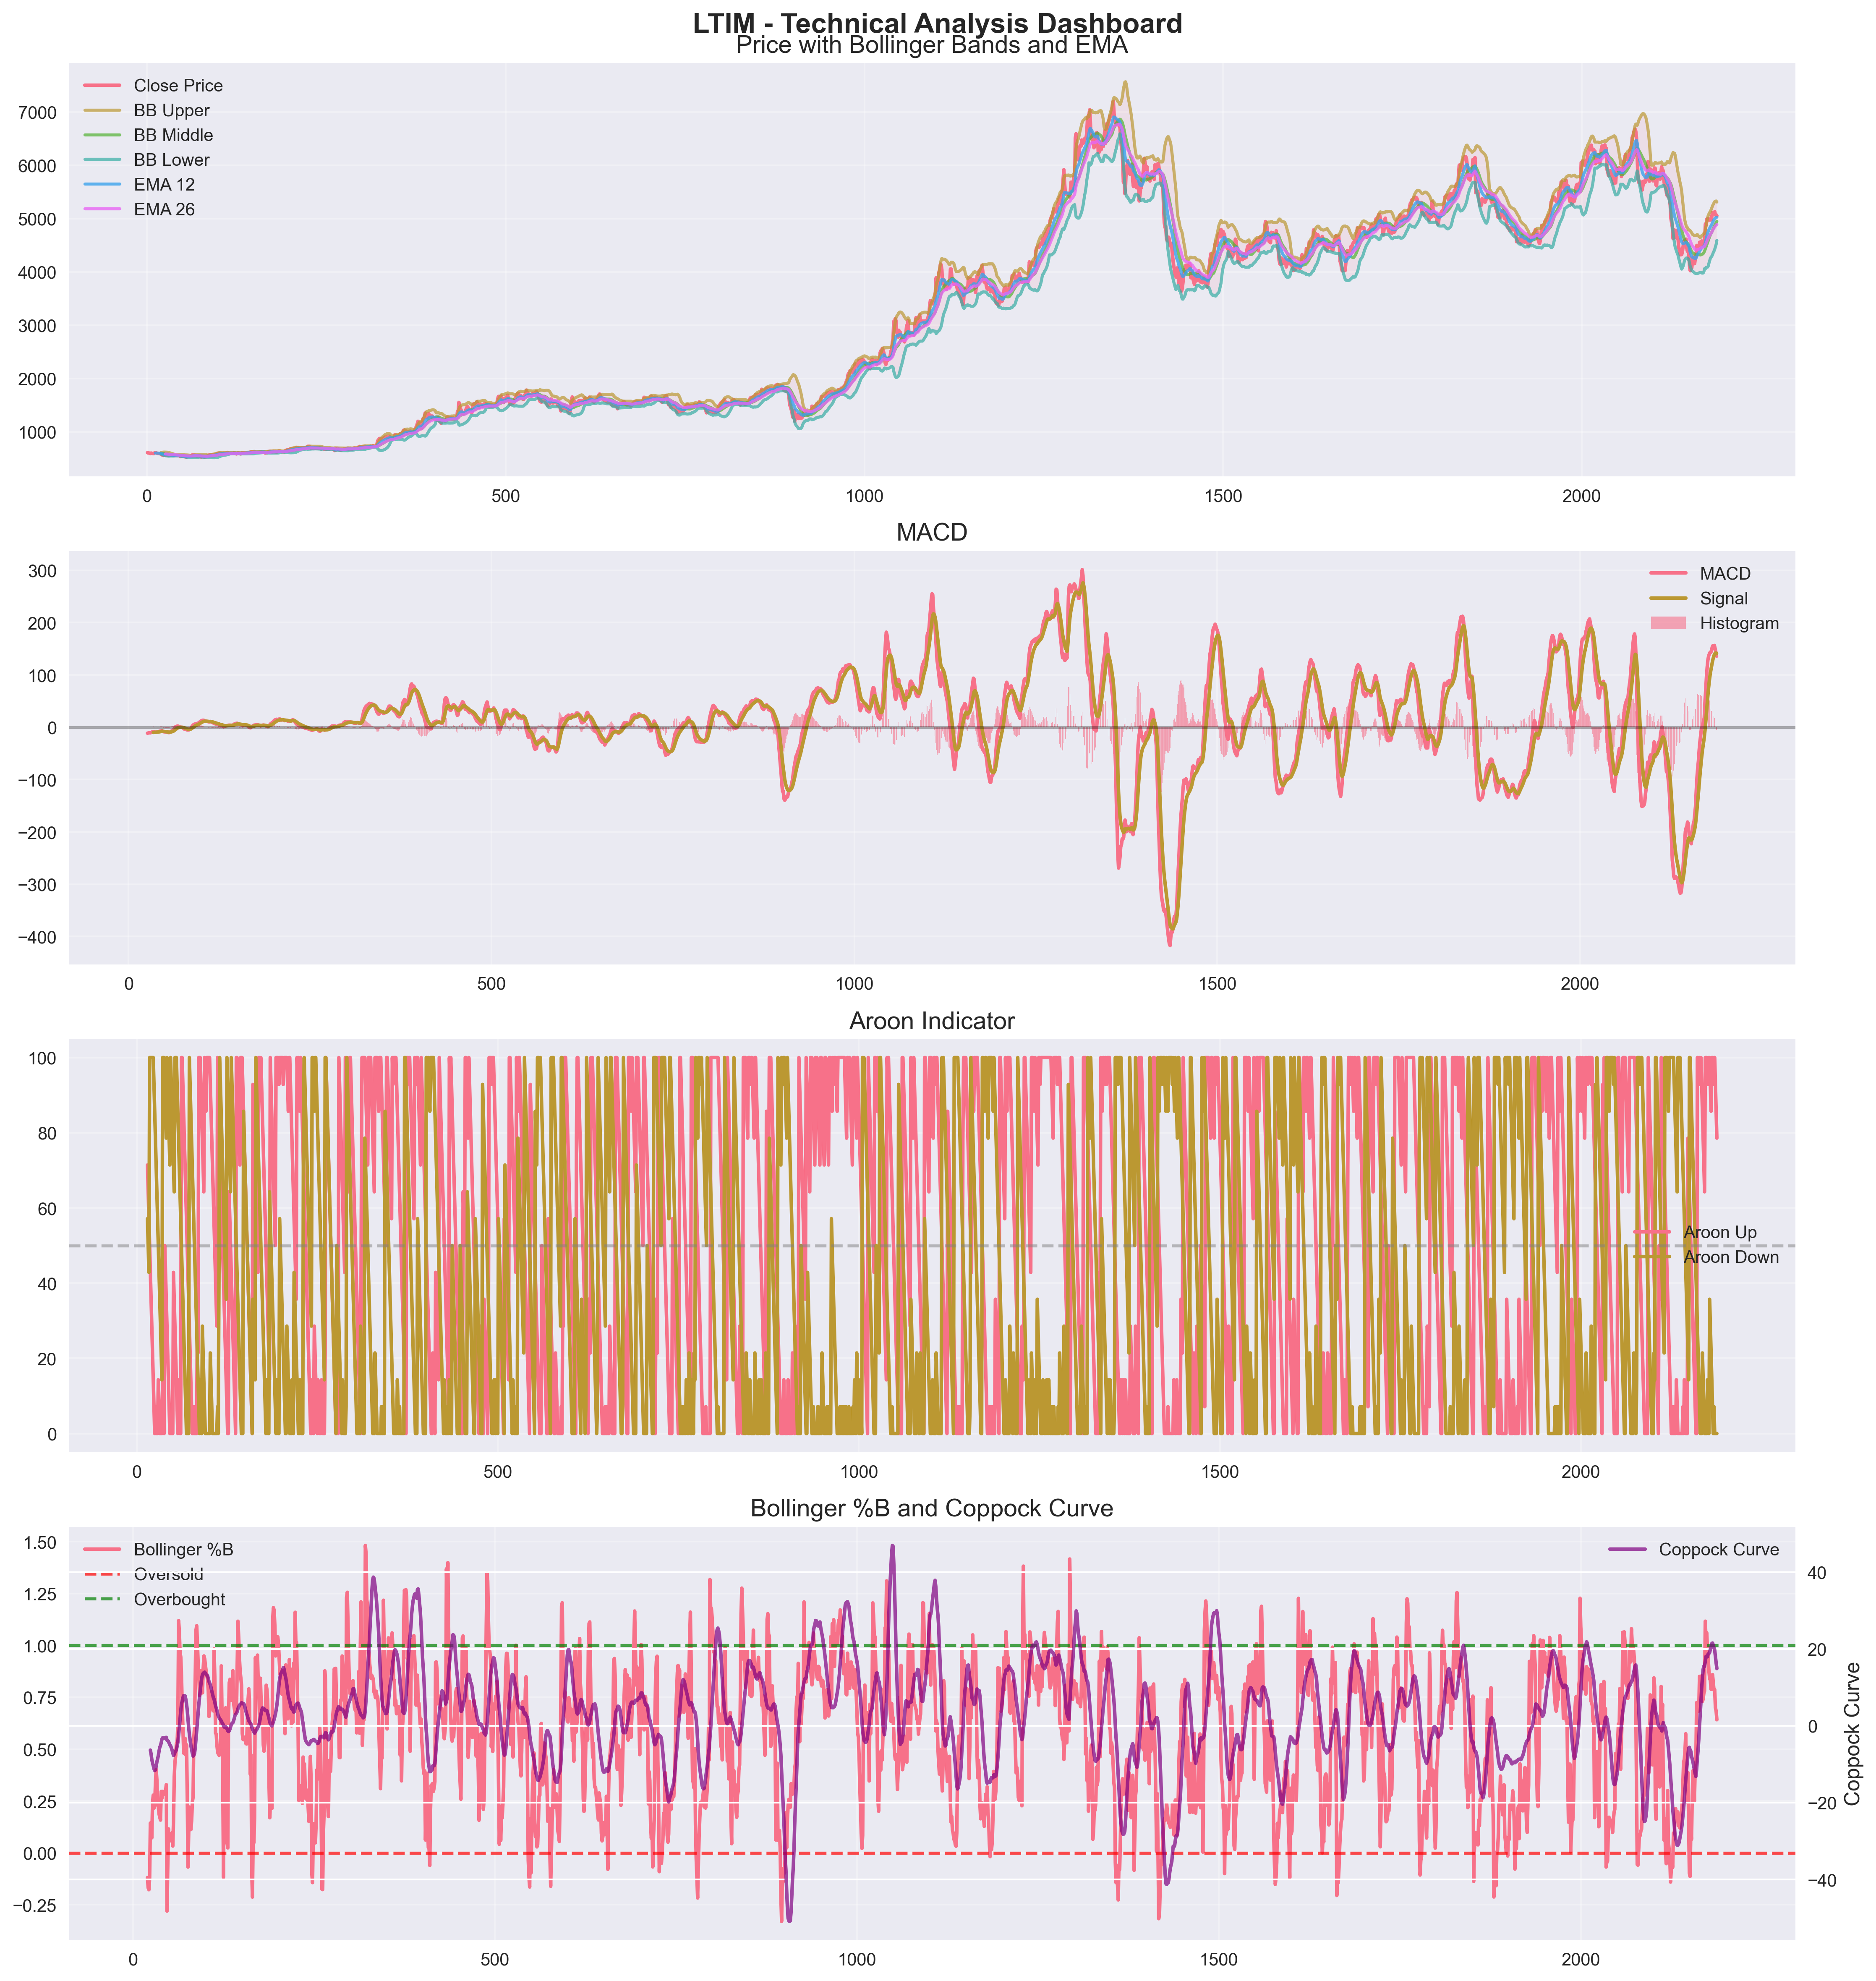 LTIM - Technical Analysis Dashboard
Price with Bollinger Bands and EMA
Close Price
BB Upper
BB Middle
BB Lower
EMA 12
EMA 26
7000
6000
5000
4000
3000
2000
1000
0 500 1000 1500 2000
MACD
MACD
Signal
Histogram
300
200
100
0
−100
−200
−300
−400
0 500 1000 1500 2000
Aroon Indicator
100
80
60
40
20
0
Aroon Up
Aroon Down
0 500 1000 1500 2000
Bollinger %B and Coppock Curve
Bollinger %B
Oversold
Overbought
Coppock Curve
1.50
1.25
1.00
0.75
0.50
0.25
0.00
−0.25
40
20
0
−20
−40
Coppock Curve
0 500 1000 1500 2000